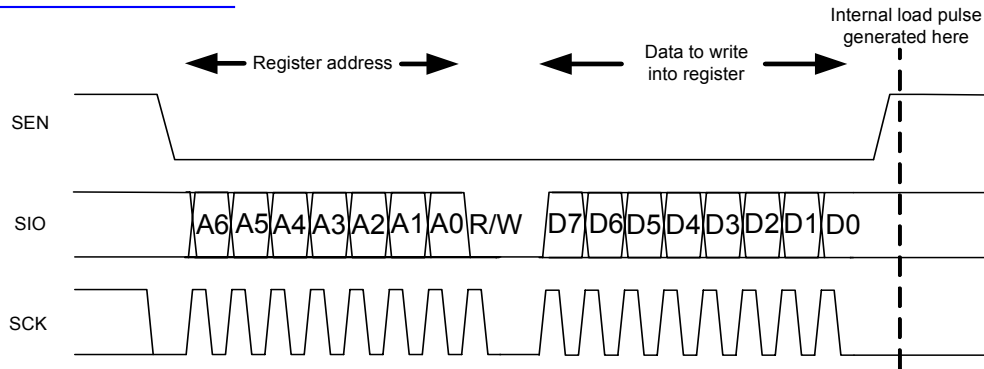 Internal load pulse
generated here
Register address
Data to write
into register
SEN
SIO
A6 A5 A4 A3 A2 A1 A0 R/W D7 D6 D5 D4 D3 D2 D1 D0
SCK